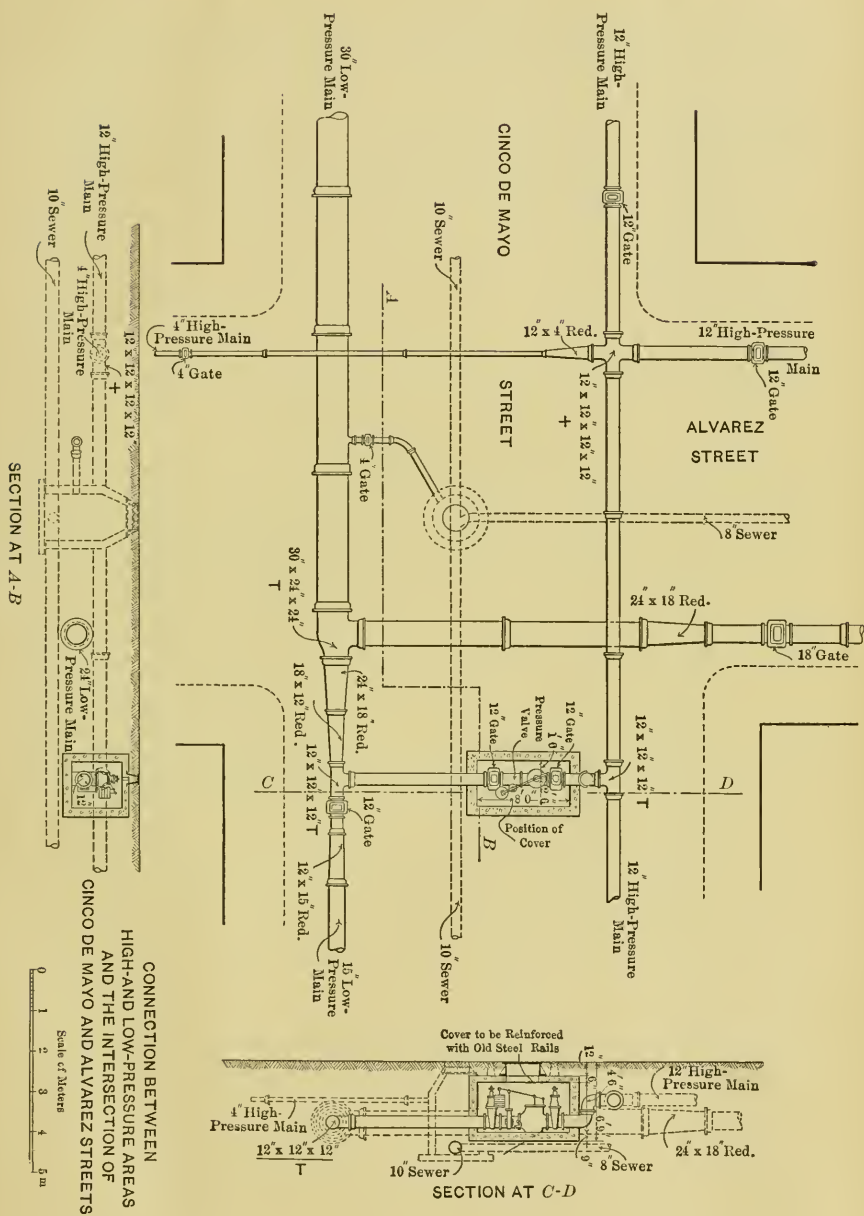 30" Low-
Pressure Main
12" High-
Pressure Main
CINCO DE MAYO
STREET
12" Gate
10" Sewer
A
12" High-Pressure
Main
12" x 4" Red.
12" Gate
4" High-
Pressure Main
4" Gate
12" x 12" x 12" x 12"
+
ALVAREZ
STREET
4" Gate
8" Sewer
30" x 24" x 24"
T
24" x 18" Red.
18" Gate
24" x 18" Red.
18" x 12" Red.
12" x 12" x 12" T
12" Gate
12" x 15" Red.
15" Low-
Pressure
Main
12" Gate
Pressure
Valve
12" Gate
12" x 12" x 12"
T
C
D
B
Position of
Cover
12" High-Pressure
Main
10" Sewer
12" High-Pressure
Main
10" Sewer
4" High-Pressure
Main
12" x 12" x 12" x 12"
+
24" Low-
Pressure Main
SECTION AT A-B
Cover to be Reinforced
with Old Steel Rails
12"
12" High-
Pressure Main
4" High-
Pressure Main
12" x 12" x 12"
T
10" Sewer
8" Sewer
24" x 18" Red.
SECTION AT C-D
CONNECTION BETWEEN
HIGH-AND LOW-PRESSURE AREAS
AND THE INTERSECTION OF
CINCO DE MAYO AND ALVAREZ STREETS
Scale of Meters
0 1 2 3 4 5 m